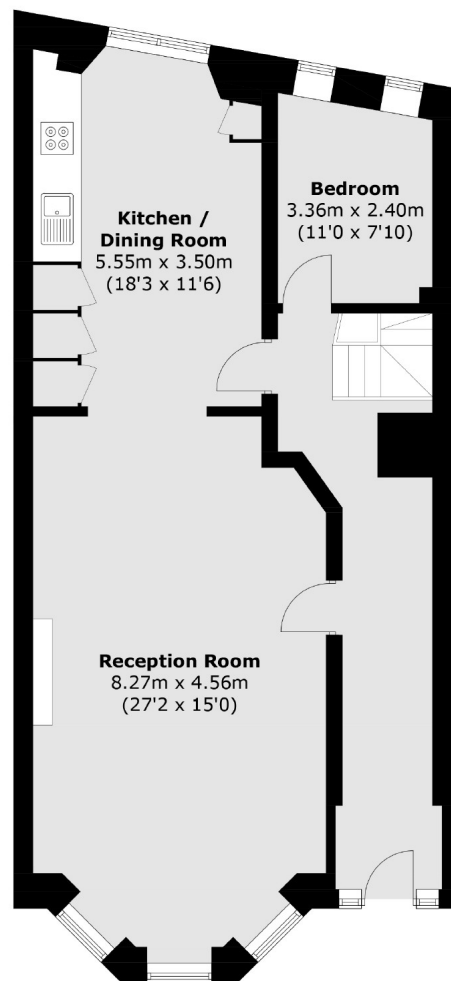 Kitchen /
Dining Room
5.55m x 3.50m
(18'3 x 11'6)
Bedroom
3.36m x 2.40m
(11'0 x 7'10)
Reception Room
8.27m x 4.56m
(27'2 x 15'0)